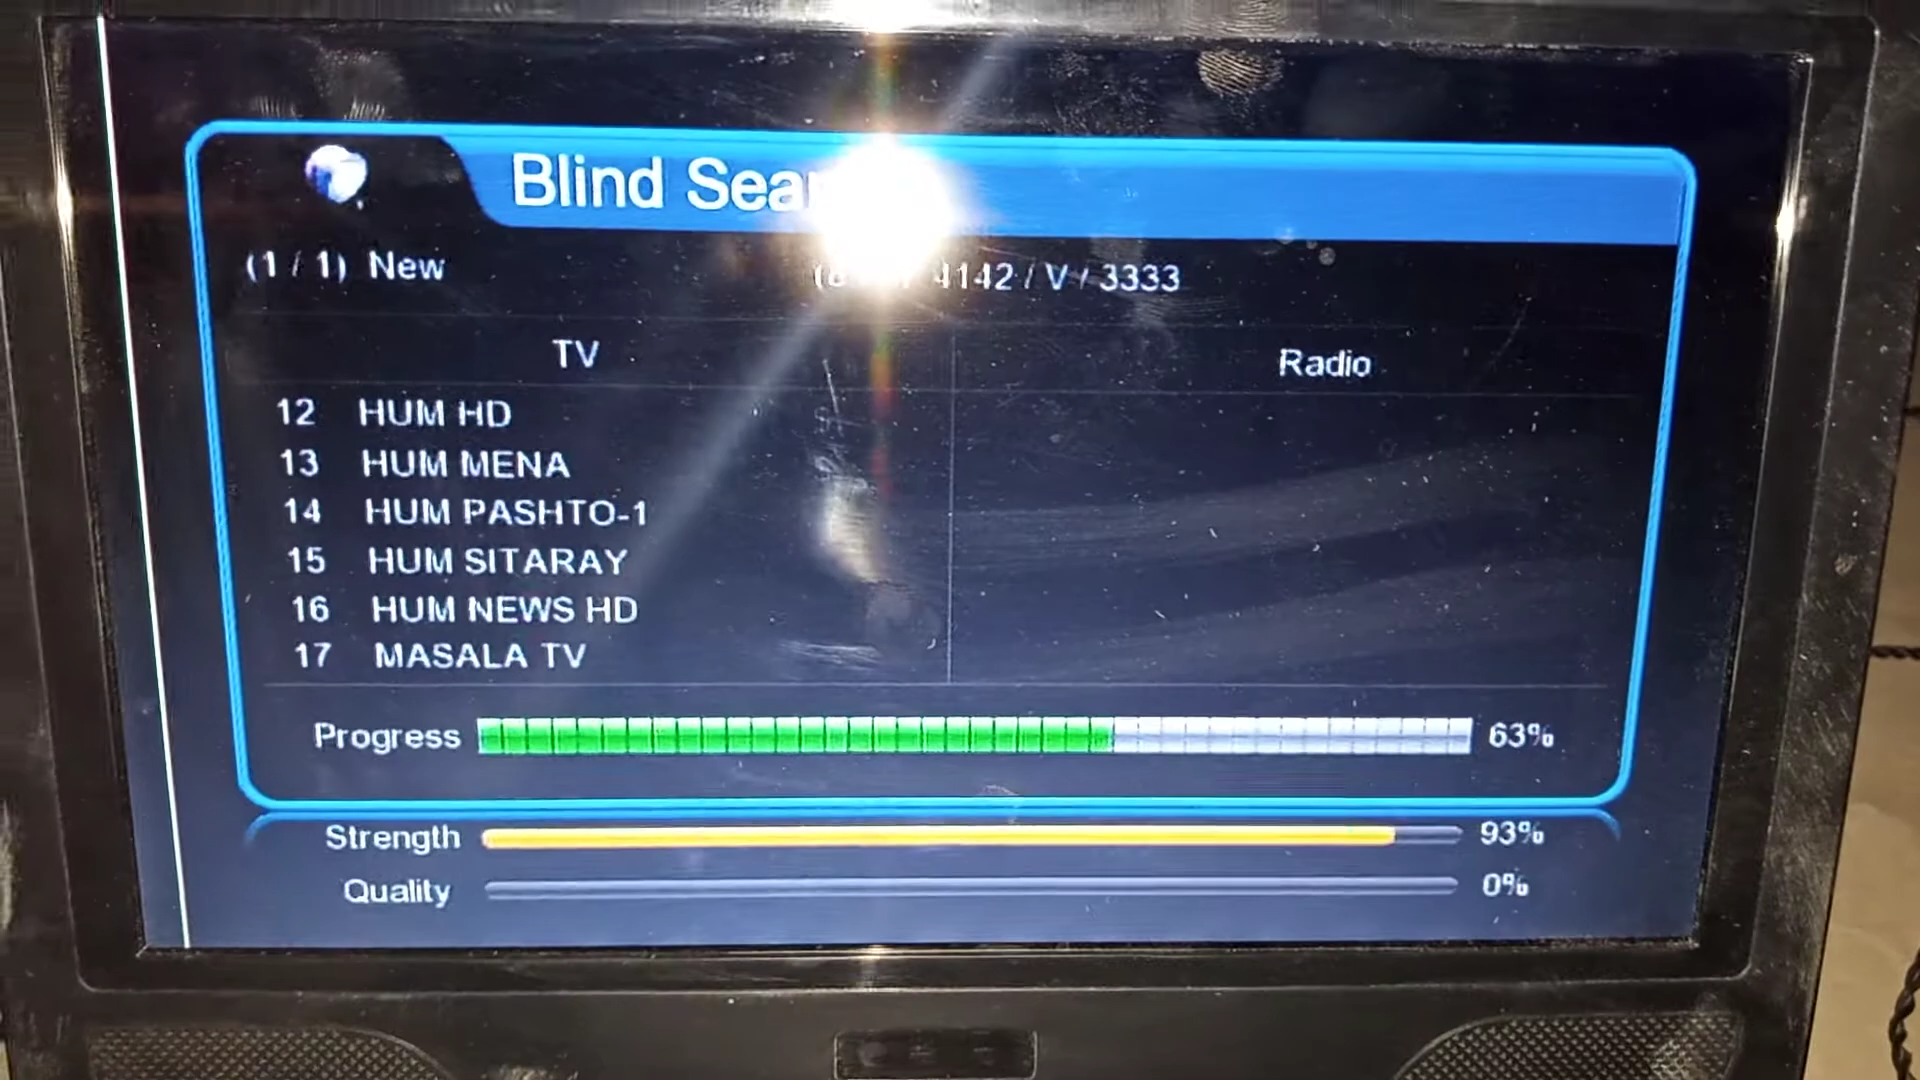 Blind
(1 / 1) New
4142 / V / 3333
TV
Radio
12 HUM HD
13 HUM MENA
14 HUM PASHTO-1
15 HUM SITARAY
16 HUM NEWS HD
17 MASALA TV
Progress 63%
Strength 93%
Quality 0%